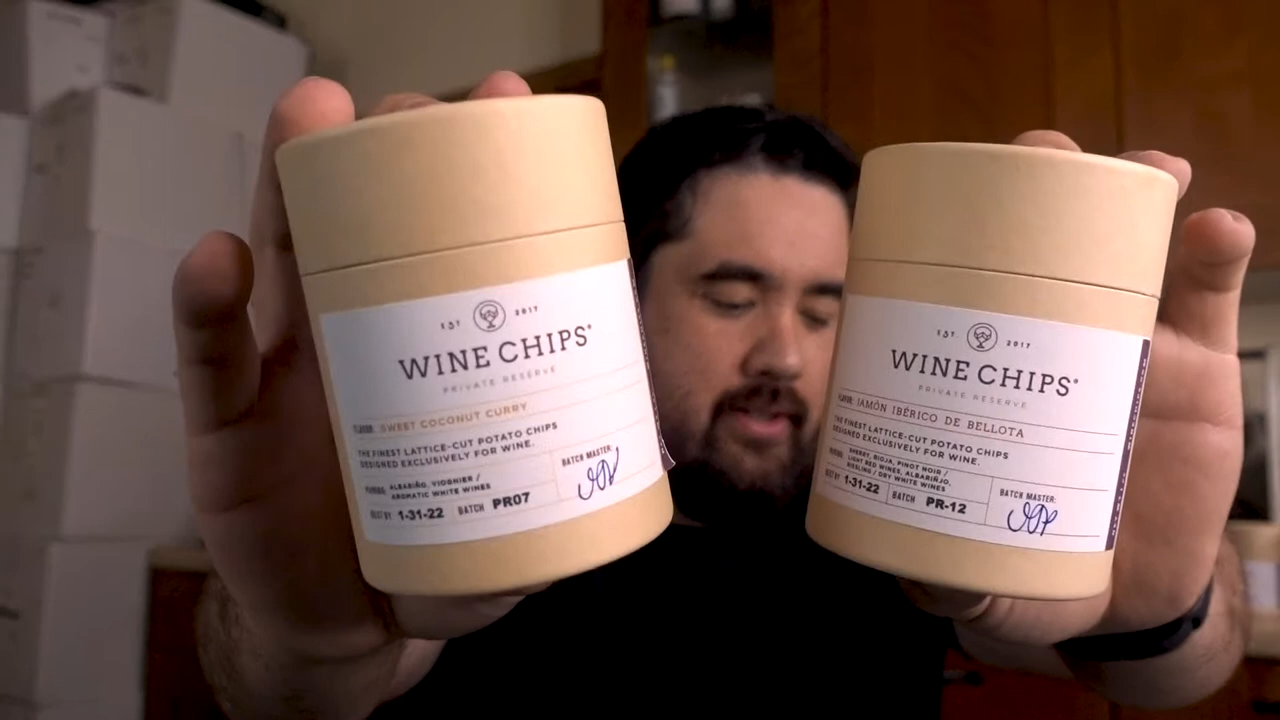 EST 2017
WINE CHIPS
PRIVATE RESERVE
FLAVOR: SWEET COCONUT CURRY
THE FINEST LATTICE-CUT POTATO CHIPS
DESIGNED EXCLUSIVELY FOR WINE.
PAIRING: ALBARIÑO, VIOGNIER /
AROMATIC WHITE WINES
BEST BY 1-31-22 BATCH PR07
BATCH MASTER:
EST 2017
WINE CHIPS
PRIVATE RESERVE
FLAVOR: JAMÓN IBÉRICO DE BELLOTA
THE FINEST LATTICE-CUT POTATO CHIPS
DESIGNED EXCLUSIVELY FOR WINE.
PAIRING: SHERRY, RIOJA, PINOT NOIR /
LIGHT RED WINES, ALBARIÑO,
RIESLING / DRY WHITE WINES
BEST BY 1-31-22 BATCH PR-12
BATCH MASTER: